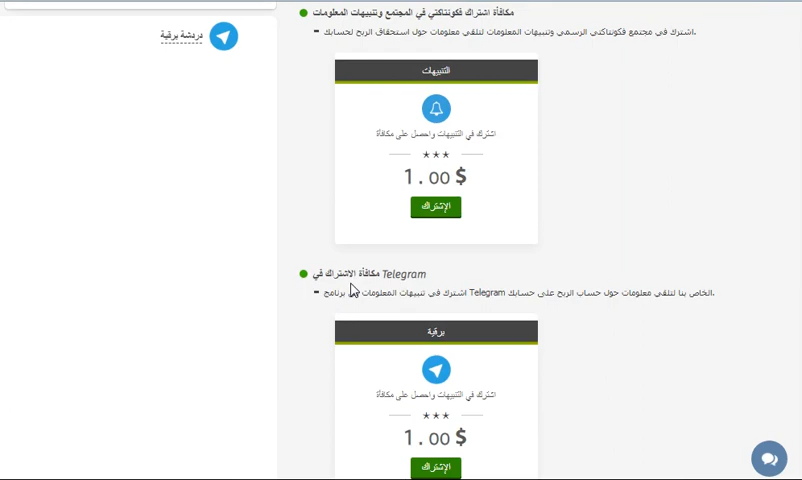 دردشة برقية
مكافأة اشتراك فكونتاكتي في المجتمع وتنبيهات المعلومات
اشترك في مجتمع فكونتاكتي الرسمي وتنبيهات المعلومات لتلقي معلومات حول استحقاق الربح لحسابك.
التنبيهات
اشترك في التنبيهات واحصل على مكافأة
★★★
1.00 $
الإشتراك
مكافأة الاشتراك في Telegram
اشترك في تنبيهات المعلومات برنامج Telegram الخاص بنا لتلقي معلومات حول حساب الربح على حسابك.
برقية
اشترك في التنبيهات واحصل على مكافأة
★★★
1.00 $
الإشتراك